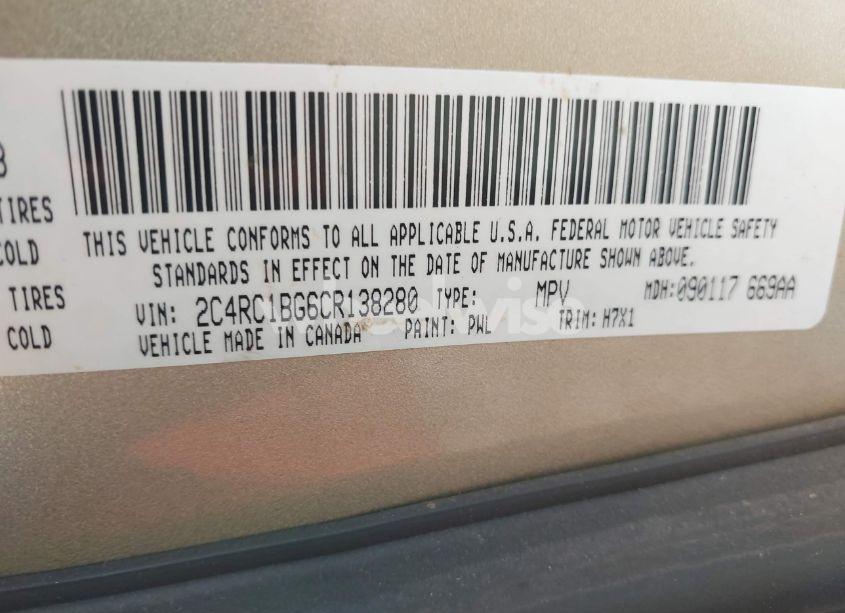 TIRES
COLD
TIRES
COLD
THIS VEHICLE CONFORMS TO ALL APPLICABLE U.S.A. FEDERAL MOTOR VEHICLE SAFETY
STANDARDS IN EFFECT ON THE DATE OF MANUFACTURE SHOWN ABOVE.
VIN: 2C4RC1BG6CR138280 TYPE: MPV MDH:090117 669AA
VEHICLE MADE IN CANADA PAINT: PWL TRIM: H7X1